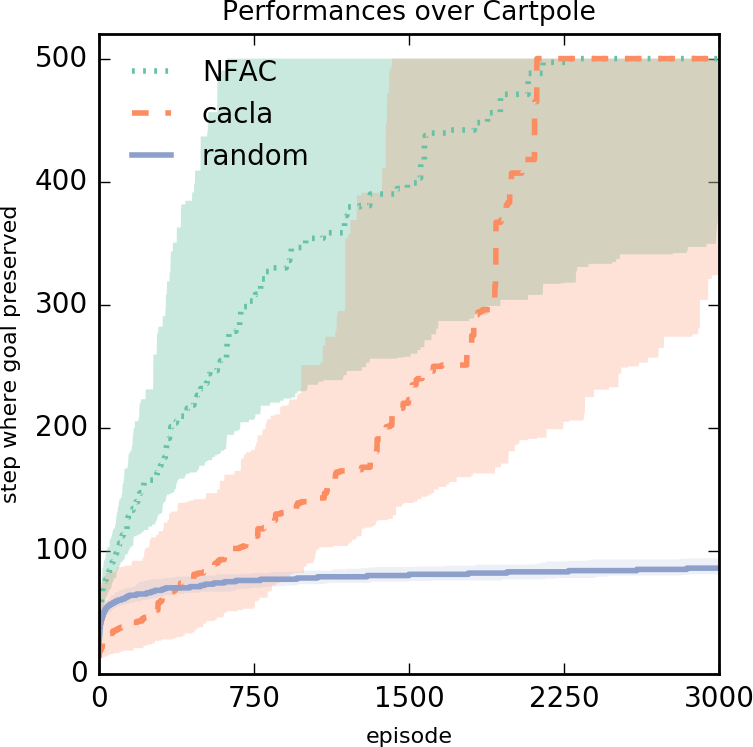 Performances over Cartpole
500
400
300
200
100
0
step where goal preserved
NFAC
cacla
random
0 750 1500 2250 3000
episode